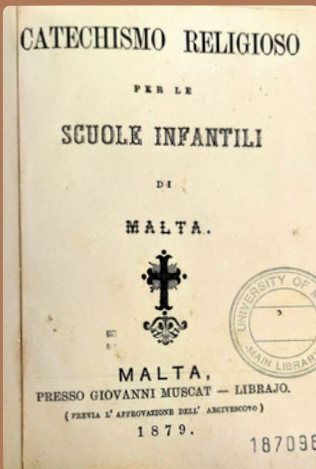 CATECHISMO RELIGIOSO
PER LE
SCUOLE INFANTILI
DI
MALTA.
MALTA,
PRESSO GIOVANNI MUSCAT — LIBRAJO.
( PREVIA L' APPROVAZIONE DELL' ARCIVESCOVO )
1879.
UNIVERSITY OF
MAIN LIBRAR
187098